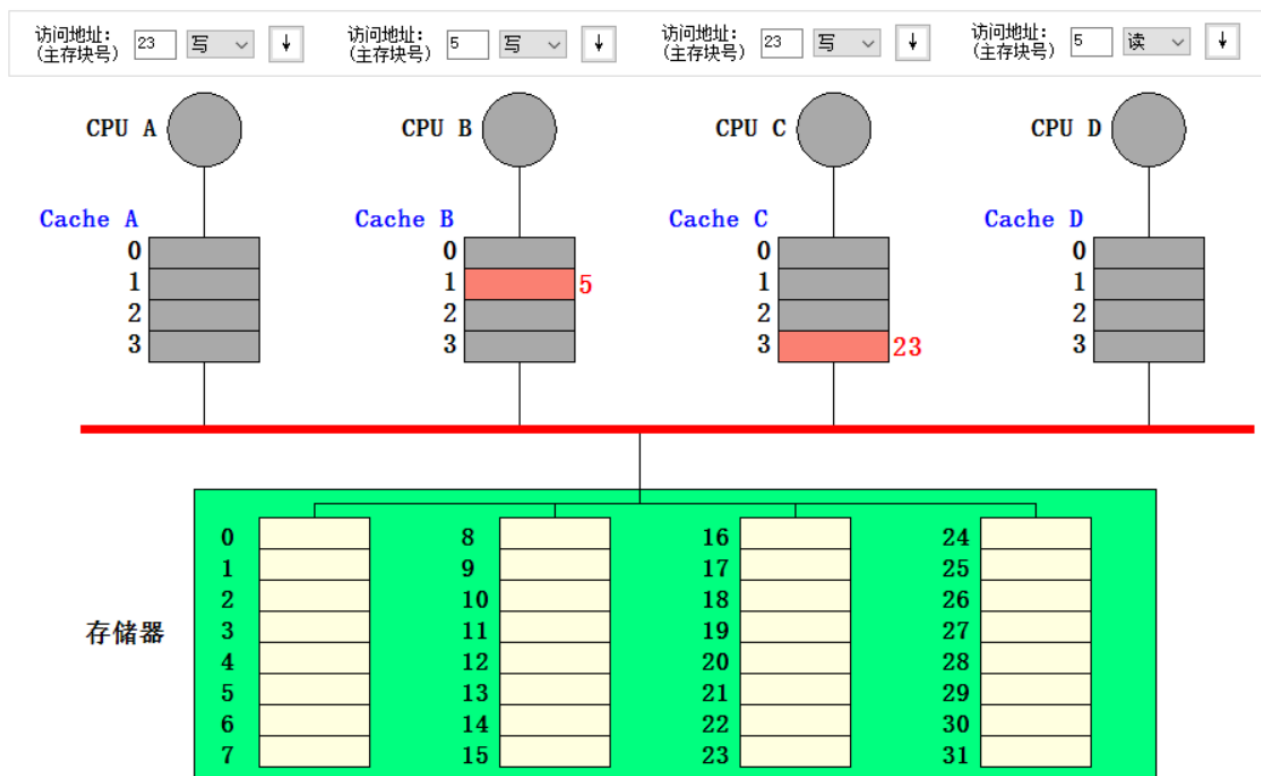 访问地址: 23 写 ↓ 访问地址: 5 写 ↓ 访问地址: 23 写 ↓ 访问地址: 5 读 ↓
(主存块号) (主存块号) (主存块号) (主存块号)
CPU A CPU B CPU C CPU D
Cache A Cache B Cache C Cache D
0 0 0 0
1 1 5 1 1
2 2 2 2
3 3 3 23 3
0 8 16 24
1 9 17 25
2 10 18 26
存储器 3 11 19 27
4 12 20 28
5 13 21 29
6 14 22 30
7 15 23 31